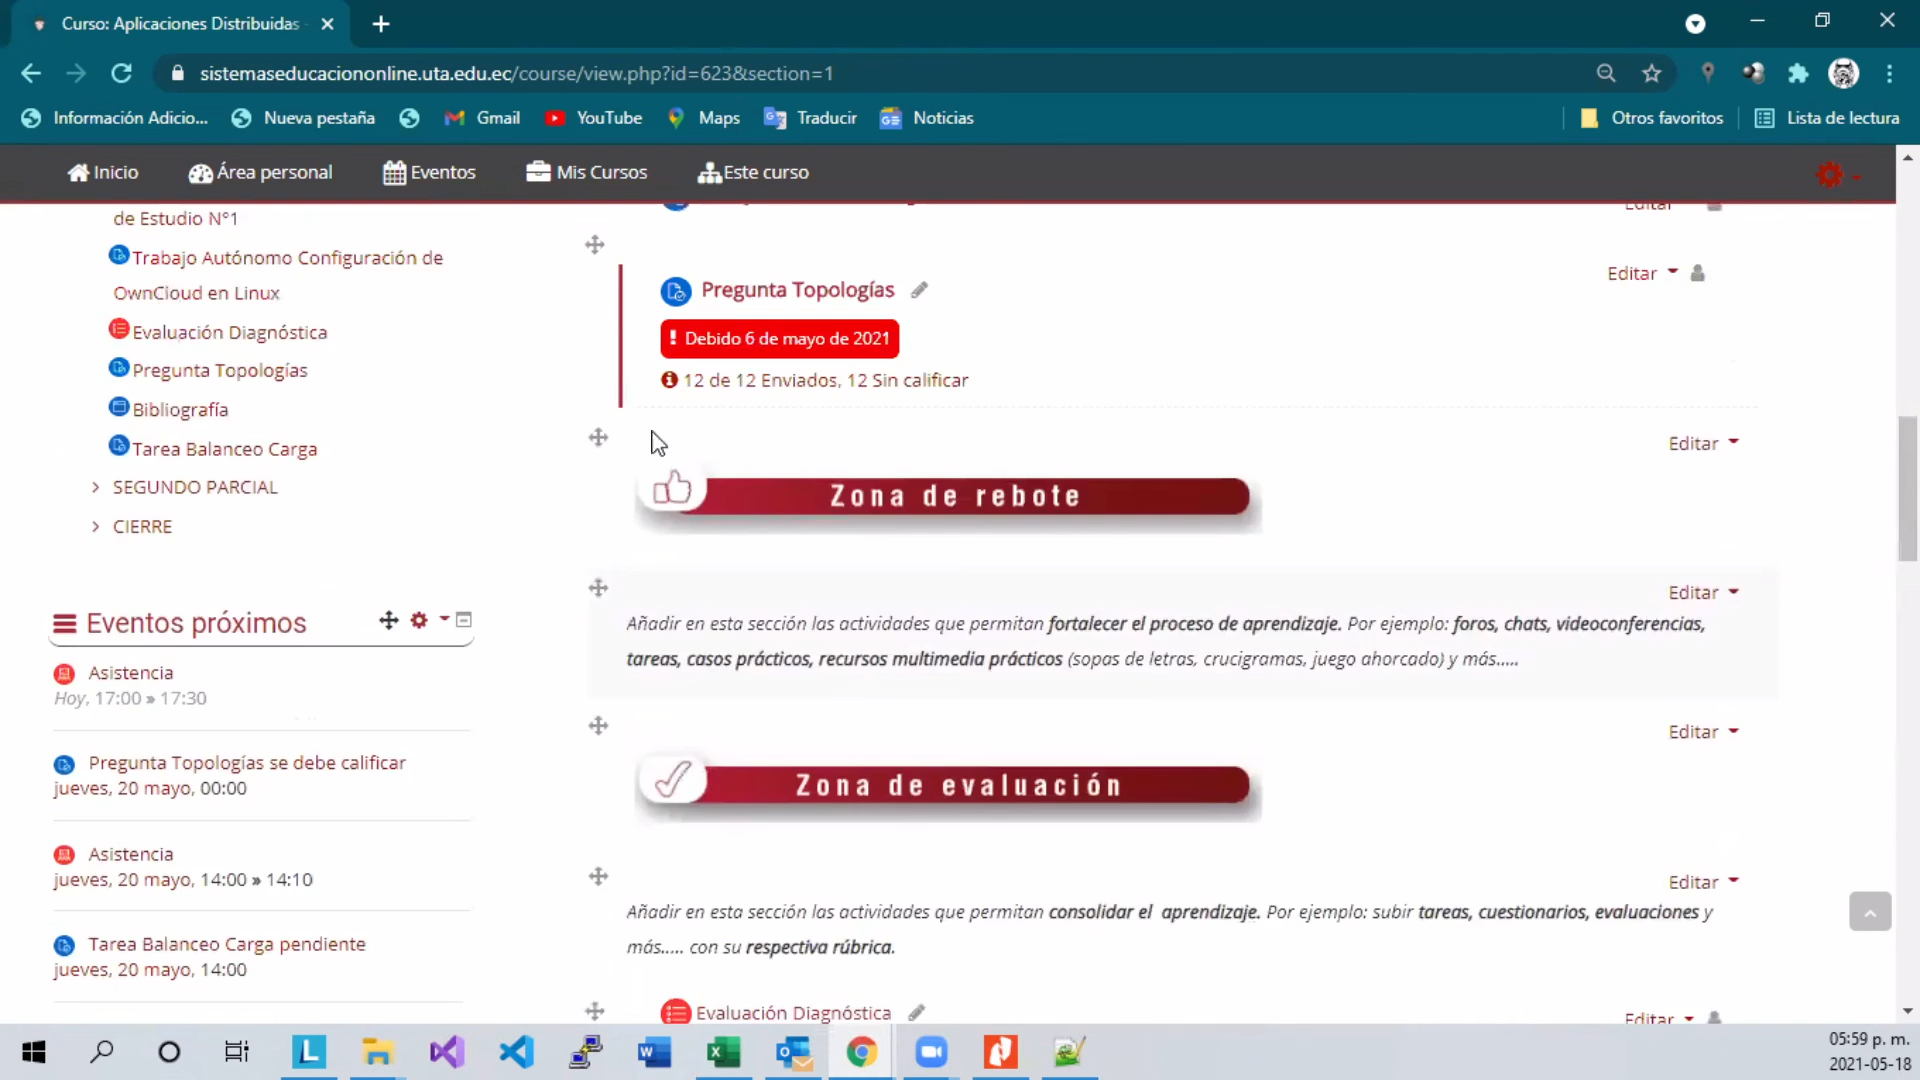 Curso: Aplicaciones Distribuidas
sistemaseducaciononline.uta.edu.ec/course/view.php?id=623&section=1
Información Adicio...
Nueva pestaña
Gmail
YouTube
Maps
Traducir
Noticias
Otros favoritos
Lista de lectura
Inicio
Área personal
Eventos
Mis Cursos
Este curso
de Estudio N°1
Trabajo Autónomo Configuración de
OwnCloud en Linux
Evaluación Diagnóstica
Pregunta Topologías
Bibliografía
Tarea Balanceo Carga
SEGUNDO PARCIAL
CIERRE
Eventos próximos
Asistencia
Hoy, 17:00 » 17:30
Pregunta Topologías se debe calificar
jueves, 20 mayo, 00:00
Asistencia
jueves, 20 mayo, 14:00 » 14:10
Tarea Balanceo Carga pendiente
jueves, 20 mayo, 14:00
Editar
Pregunta Topologías
Editar
Debido 6 de mayo de 2021
12 de 12 Enviados, 12 Sin calificar
Editar
Zona de rebote
Editar
Añadir en esta sección las actividades que permitan fortalecer el proceso de aprendizaje. Por ejemplo: foros, chats, videoconferencias,
tareas, casos prácticos, recursos multimedia prácticos (sopas de letras, crucigramas, juego ahorcado) y más.....
Editar
Zona de evaluación
Editar
Añadir en esta sección las actividades que permitan consolidar el aprendizaje. Por ejemplo: subir tareas, cuestionarios, evaluaciones y
más..... con su respectiva rúbrica.
Evaluación Diagnóstica
Editar
05:59 p. m.
2021-05-18